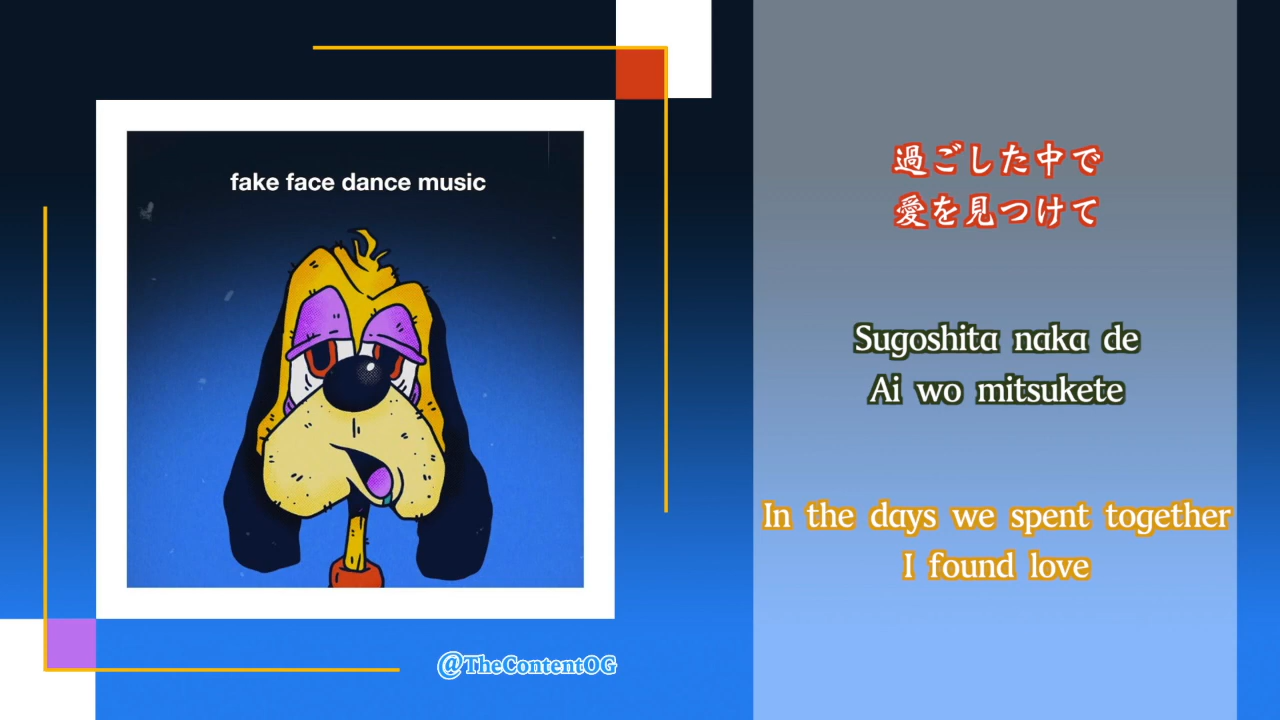 fake face dance music
過ごした中で
愛を見つけて
Sugoshita naka de
Ai wo mitsukete
In the days we spent together
I found love
@TheContentOG